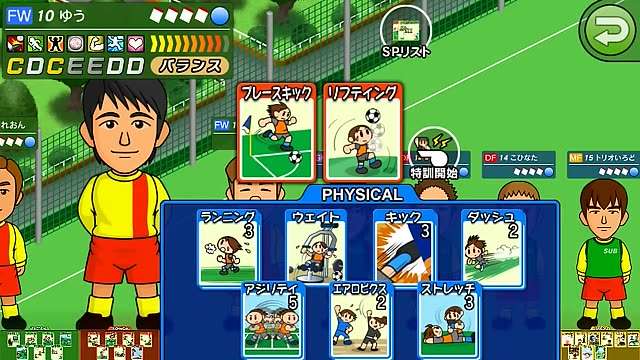 FW 10 ゆう
CDCEEDD
バランス
SPリスト
れおん
FW 1
プレースキック
リフティング
特訓開始
DF 14 こひなた
MF 15 トリオいろど
SUB
PHYSICAL
ランニング
3
ウェイト
キック
3
ダッシュ
2
アジリティ
5
エアロビクス
2
ストレッチ
3